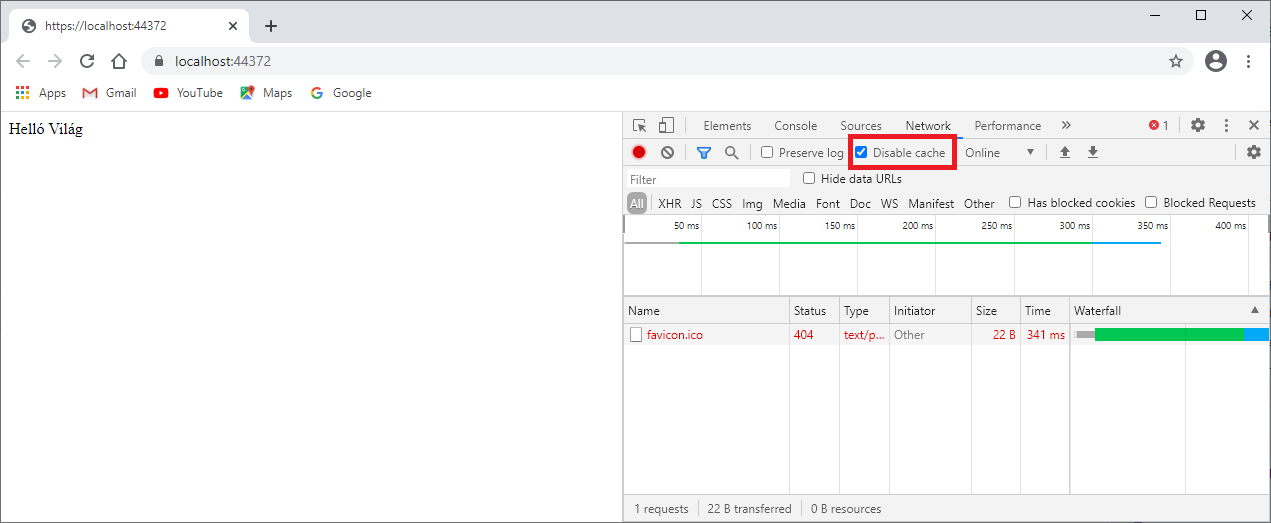 https://localhost:44372
localhost:44372
Apps Gmail YouTube Maps Google
Helló Világ
Elements Console Sources Network Performance 1
Preserve log Disable cache Online
Filter Hide data URLs
All XHR JS CSS Img Media Font Doc WS Manifest Other Has blocked cookies Blocked Requests
50 ms 100 ms 150 ms 200 ms 250 ms 300 ms 350 ms 400 ms
Name Status Type Initiator Size Time Waterfall
favicon.ico 404 text/p... Other 22 B 341 ms
1 requests 22 B transferred 0 B resources